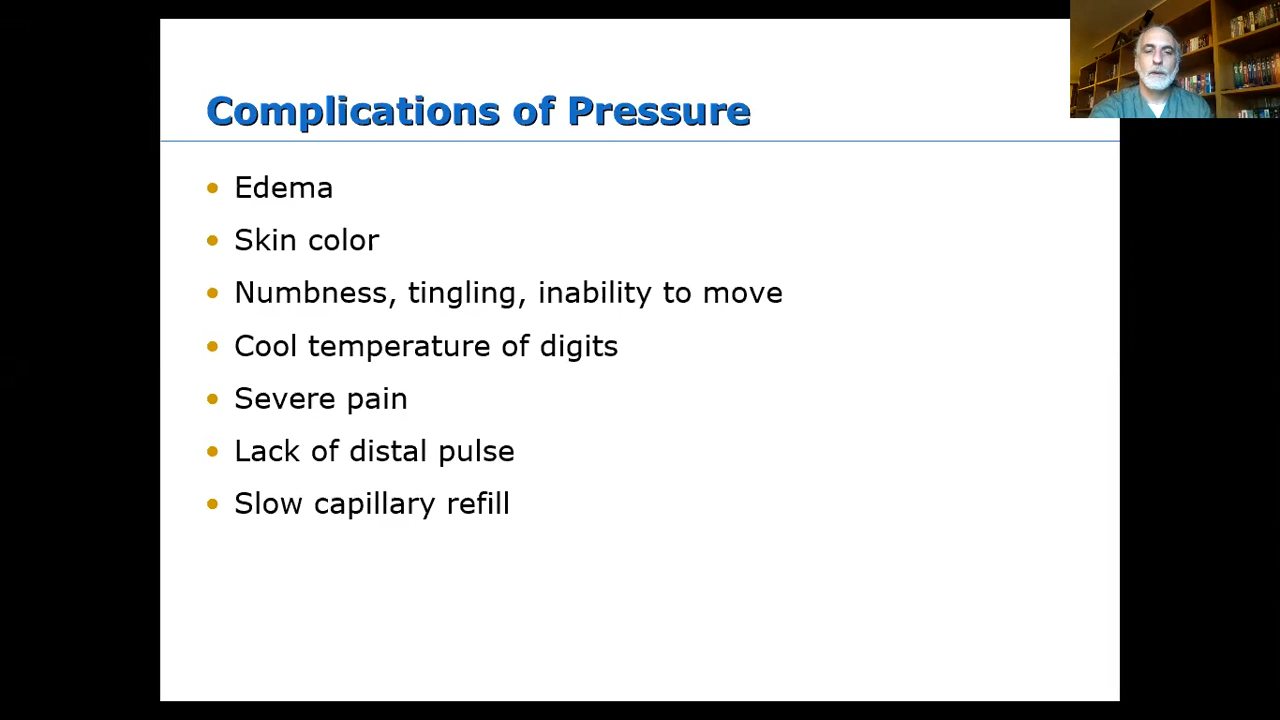 Complications of Pressure
• Edema
• Skin color
• Numbness, tingling, inability to move
• Cool temperature of digits
• Severe pain
• Lack of distal pulse
• Slow capillary refill